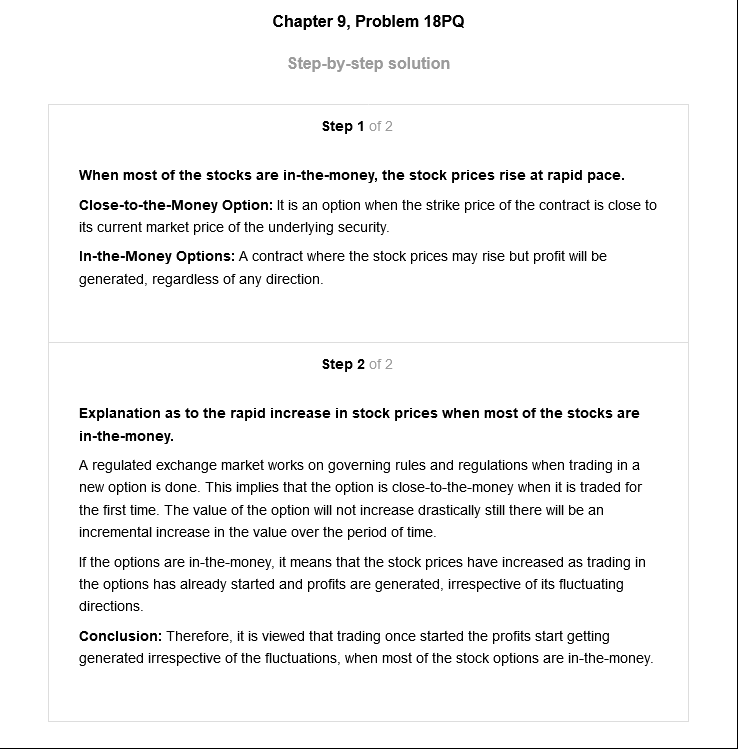 Chapter 9, Problem 18PQ
Step-by-step solution
Step 1 of 2
When most of the stocks are in-the-money, the stock prices rise at rapid pace.
Close-to-the-Money Option: It is an option when the strike price of the contract is close to
its current market price of the underlying security.
In-the-Money Options: A contract where the stock prices may rise but profit will be
generated, regardless of any direction.
Step 2 of 2
Explanation as to the rapid increase in stock prices when most of the stocks are
in-the-money.
A regulated exchange market works on governing rules and regulations when trading in a
new option is done. This implies that the option is close-to-the-money when it is traded for
the first time. The value of the option will not increase drastically still there will be an
incremental increase in the value over the period of time.
If the options are in-the-money, it means that the stock prices have increased as trading in
the options has already started and profits are generated, irrespective of its fluctuating
directions.
Conclusion: Therefore, it is viewed that trading once started the profits start getting
generated irrespective of the fluctuations, when most of the stock options are in-the-money.